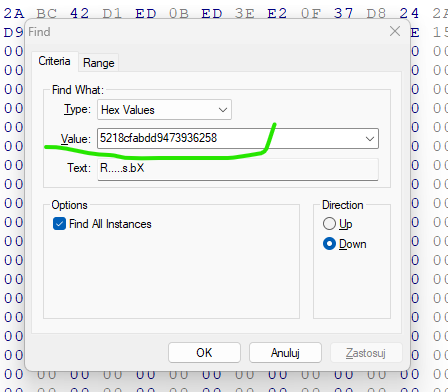 2A BC 42 D1 ED 0B ED 3E E2 0F 37 D8 24 2A
D9
Find
Criteria
Range
Find What:
Type: Hex Values
Value: 5218cfabdd9473936258
Text: R.....s.bX
Options
Direction
Find All Instances
Up
Down
OK Anuluj Zastosuj
00 00 00 00 00 00 00 00 00 00 00 00 00 00